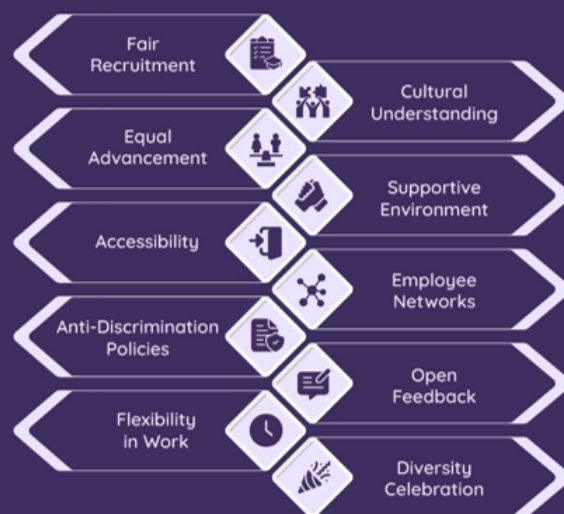 Fair
Recruitment
Cultural
Understanding
Equal
Advancement
Supportive
Environment
Accessibility
Employee
Networks
Anti-Discrimination
Policies
Open
Feedback
Flexibility
in Work
Diversity
Celebration